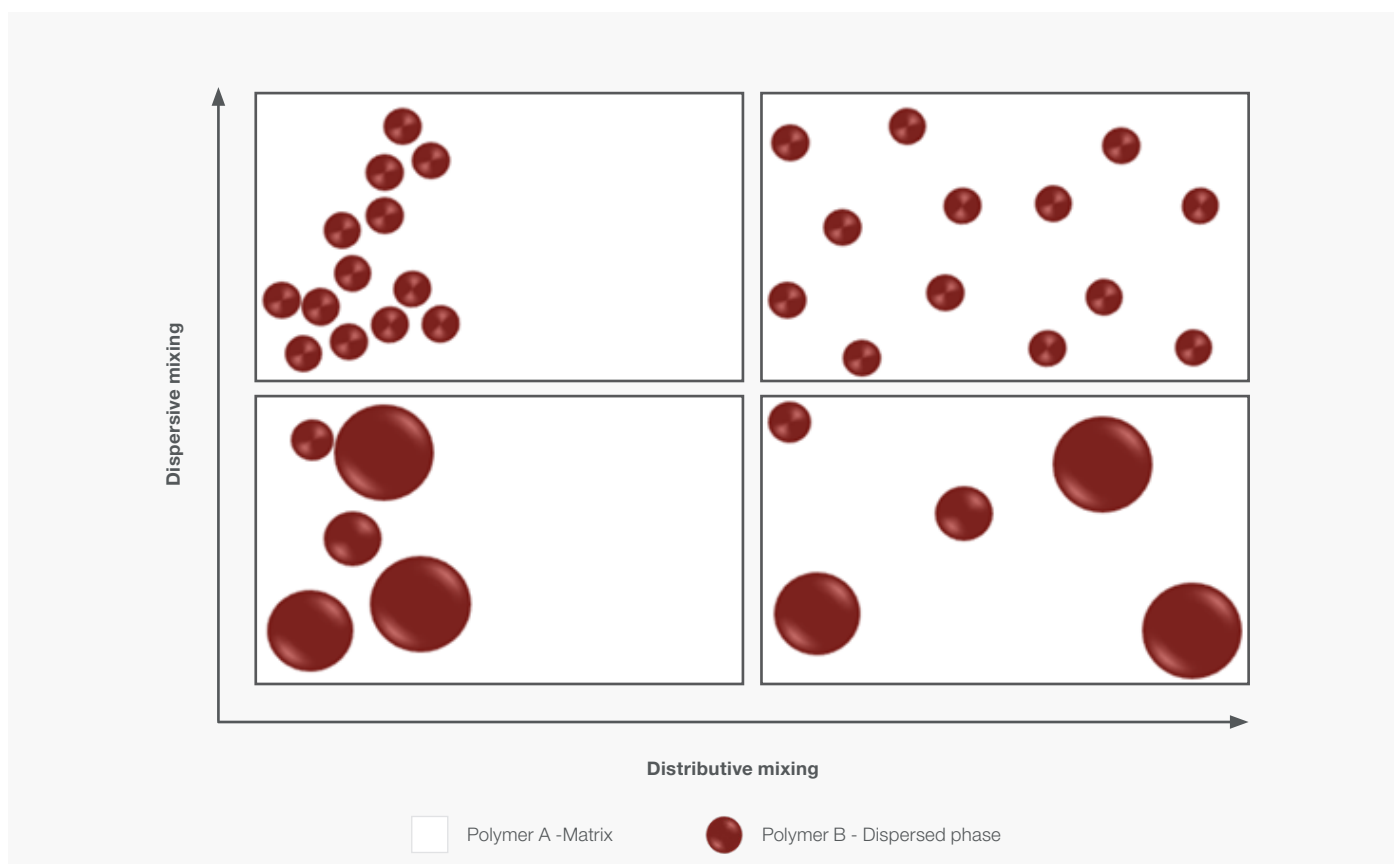 Dispersive mixing
Distributive mixing
Polymer A -Matrix
Polymer B - Dispersed phase